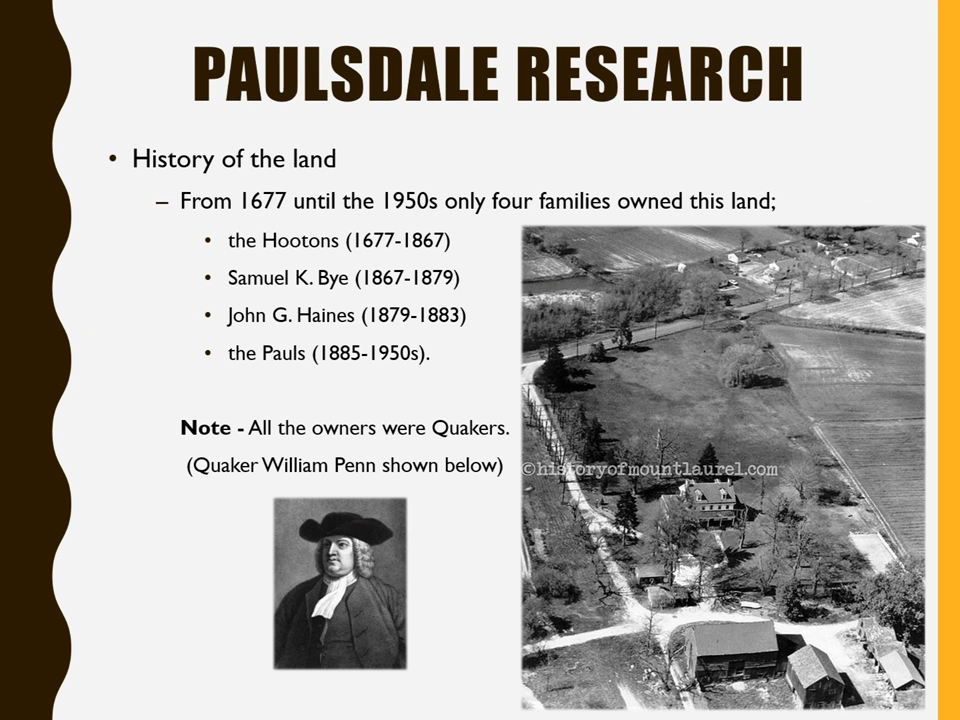 PAULSDALE RESEARCH
• History of the land
– From 1677 until the 1950s only four families owned this land;
• the Hootons (1677-1867)
• Samuel K. Bye (1867-1879)
• John G. Haines (1879-1883)
• the Pauls (1885-1950s).
Note - All the owners were Quakers.
(Quaker William Penn shown below)
©historyofmountlaurel.com